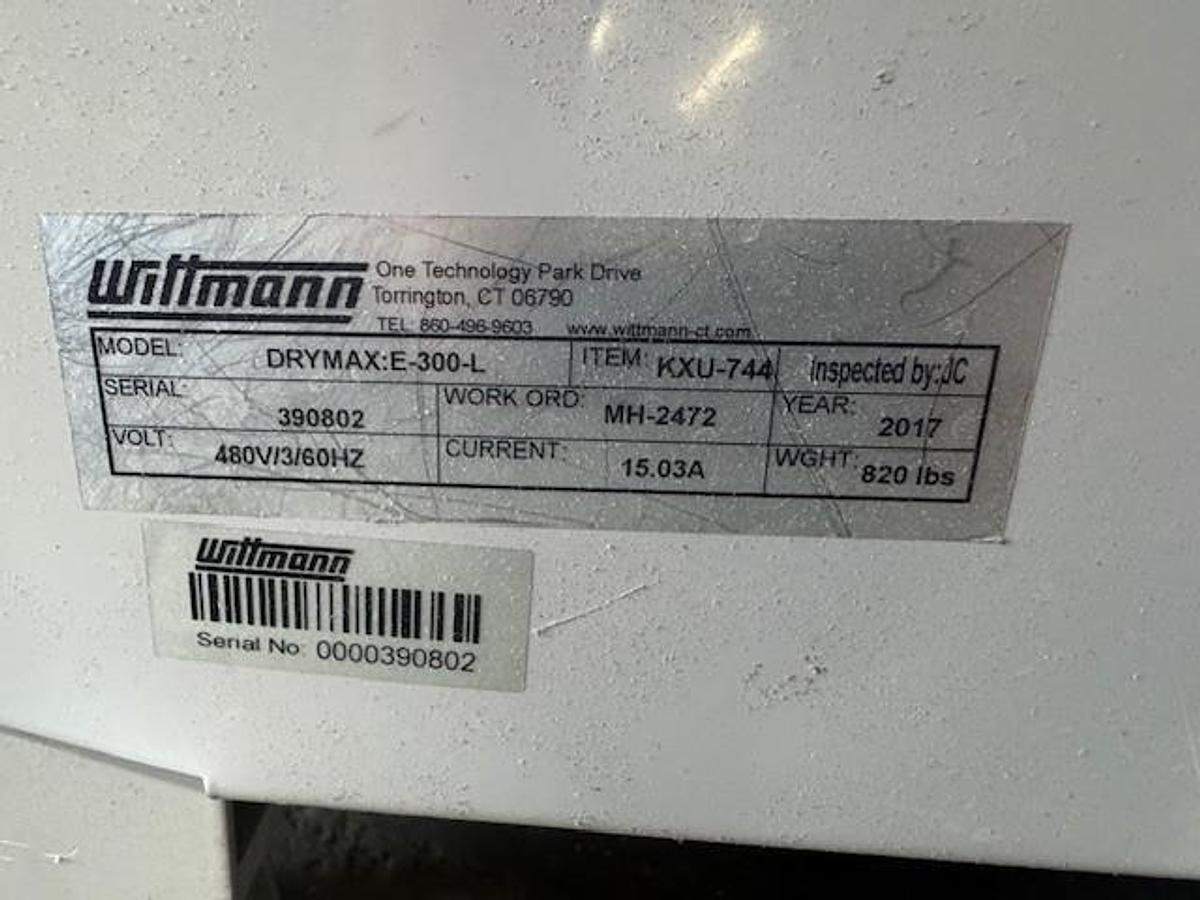 Wittmann
One Technology Park Drive
Torrington, CT 06790
TEL: 860-496-9603 www.wittmann-ct.com
MODEL: DRYMAX:E-300-L ITEM: KXU-744 Inspected by:JC
SERIAL: 390802 WORK ORD: MH-2472 YEAR: 2017
VOLT: 480V/3/60HZ CURRENT: 15.03A WGHT: 820 lbs
Wittmann
Serial No: 0000390802